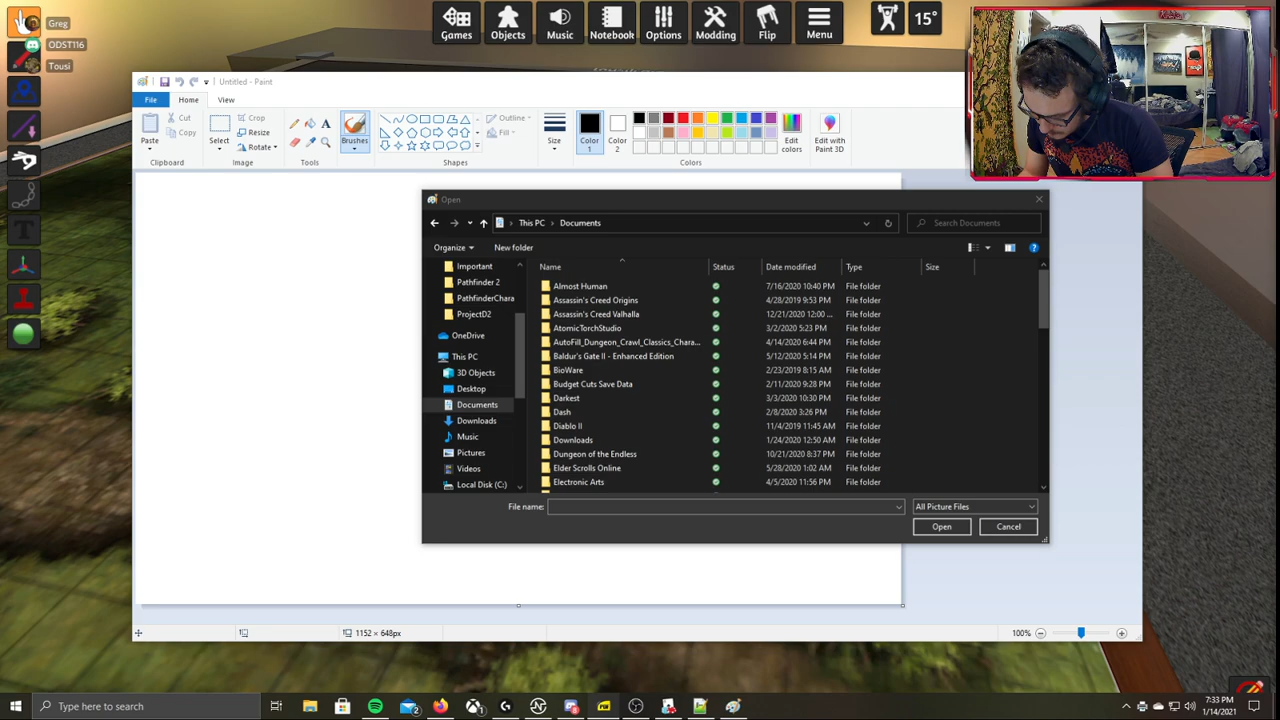 Greg
ODST116
Tousi
Games
Objects
Music
Notebook
Options
Modding
Flip
Menu
15°
Untitled - Paint
File
Home
View
Paste
Cut
Copy
Clipboard
Select
Crop
Resize
Rotate
Image
A
Tools
Brushes
Outline
Fill
Shapes
Size
Color
1
Color
2
Edit
colors
Colors
Edit with
Paint 3D
Open
This PC > Documents
Search Documents
Organize
New folder
?
Important
Pathfinder 2
PathfinderChara
ProjectD2
OneDrive
This PC
3D Objects
Desktop
Documents
Downloads
Music
Pictures
Videos
Local Disk (C:)
Name Status Date modified Type Size
Almost Human 7/16/2020 10:40 PM File folder
Assassin's Creed Origins 4/28/2019 9:53 PM File folder
Assassin's Creed Valhalla 12/21/2020 12:00 ... File folder
AtomicTorchStudio 3/2/2020 5:23 PM File folder
AutoFill_Dungeon_Crawl_Classics_Chara... 4/14/2020 6:44 PM File folder
Baldur's Gate II - Enhanced Edition 5/12/2020 5:14 PM File folder
BioWare 2/23/2019 8:15 AM File folder
Budget Cuts Save Data 2/11/2020 9:28 PM File folder
Darkest 3/3/2020 10:30 PM File folder
Dash 2/8/2020 3:26 PM File folder
Diablo II 11/4/2019 11:45 AM File folder
Downloads 1/24/2020 12:50 AM File folder
Dungeon of the Endless 10/21/2020 8:37 PM File folder
Elder Scrolls Online 5/28/2020 1:02 AM File folder
Electronic Arts 4/5/2020 11:56 PM File folder
File name:
All Picture Files
Open
Cancel
1152 × 648px
100%
Type here to search
7:33 PM
1/14/2021